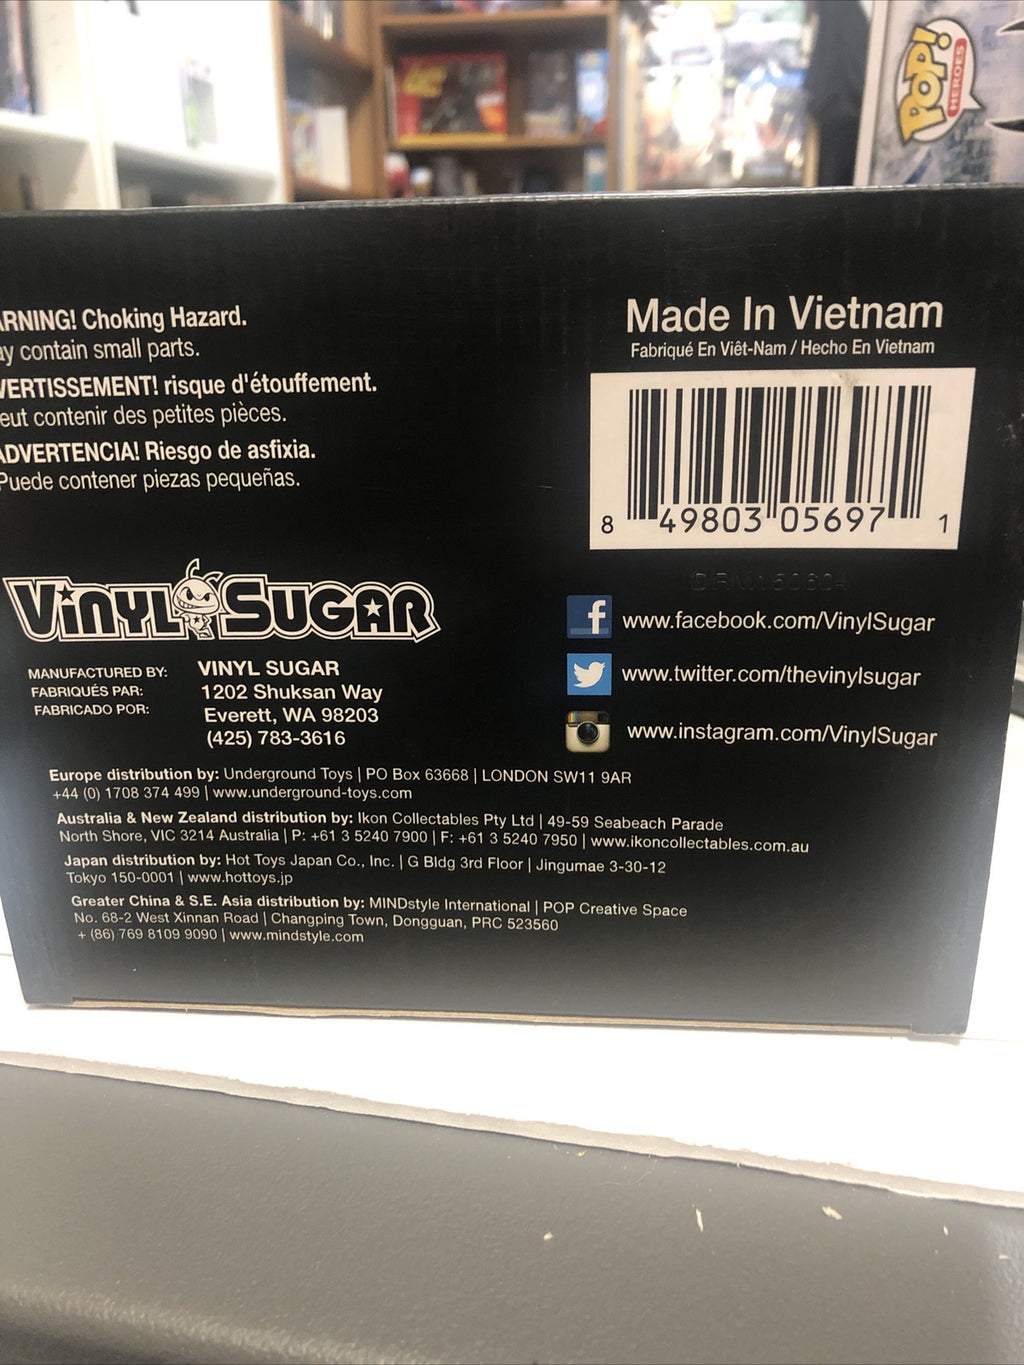 POP!
HEROES
ARNING! Choking Hazard.
ay contain small parts.
VERTISSEMENT! risque d'étouffement.
eut contenir des petites pièces.
ADVERTENCIA! Riesgo de asfixia.
Puede contener piezas pequeñas.
Made In Vietnam
Fabriqué En Viêt-Nam / Hecho En Vietnam
8 49803 05697 1
VINYL SUGAR
MANUFACTURED BY:
FABRIQUÉS PAR:
FABRICADO POR:
VINYL SUGAR
1202 Shuksan Way
Everett, WA 98203
(425) 783-3616
www.facebook.com/VinylSugar
www.twitter.com/thevinylsugar
www.instagram.com/VinylSugar
Europe distribution by: Underground Toys | PO Box 63668 | LONDON SW11 9AR
+44 (0) 1708 374 499 | www.underground-toys.com
Australia & New Zealand distribution by: Ikon Collectables Pty Ltd | 49-59 Seabeach Parade
North Shore, VIC 3214 Australia | P: +61 3 5240 7900 | F: +61 3 5240 7950 | www.ikoncollectables.com.au
Japan distribution by: Hot Toys Japan Co., Inc. | G Bldg 3rd Floor | Jingumae 3-30-12
Tokyo 150-0001 | www.hottoys.jp
Greater China & S.E. Asia distribution by: MINDstyle International | POP Creative Space
No. 68-2 West Xinnan Road | Changping Town, Dongguan, PRC 523560
+ (86) 769 8109 9090 | www.mindstyle.com